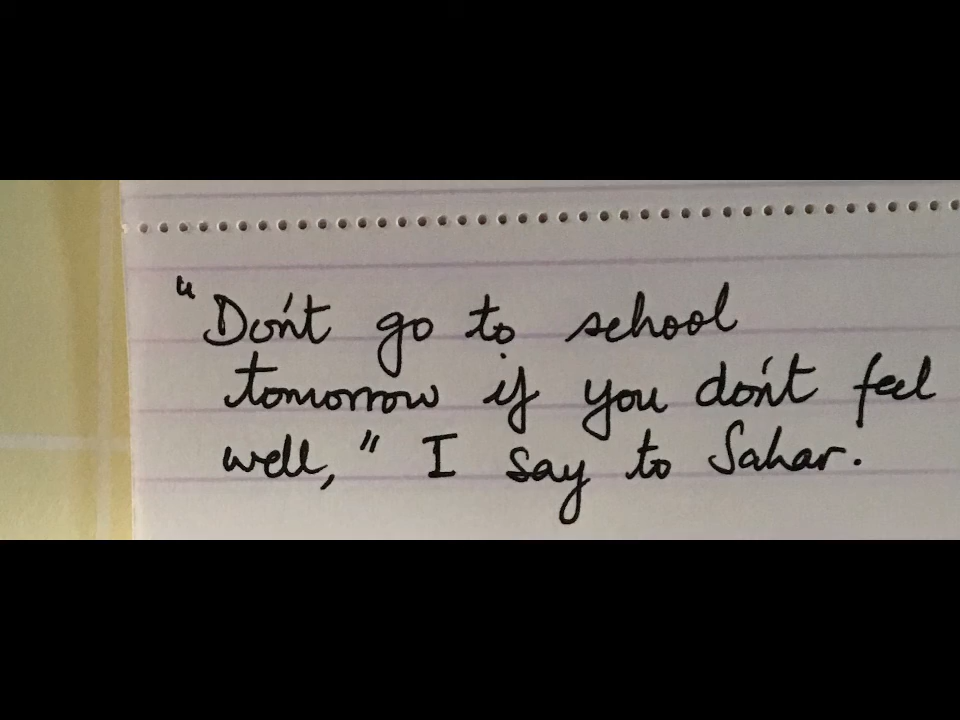 "Don't go to school
tomorrow if you don't feel
well," I say to Sahar.